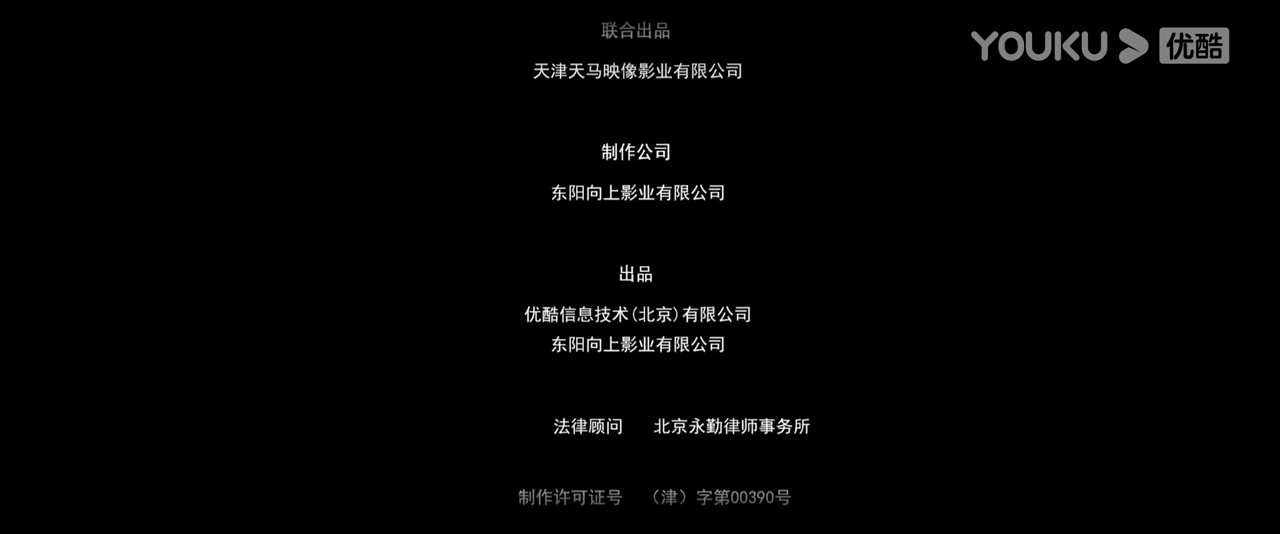 YOUKU 优酷
联合出品
天津天马映像影业有限公司
制作公司
东阳向上影业有限公司
出品
优酷信息技术(北京)有限公司
东阳向上影业有限公司
法律顾问 北京永勤律师事务所
制作许可证号 （津）字第00390号